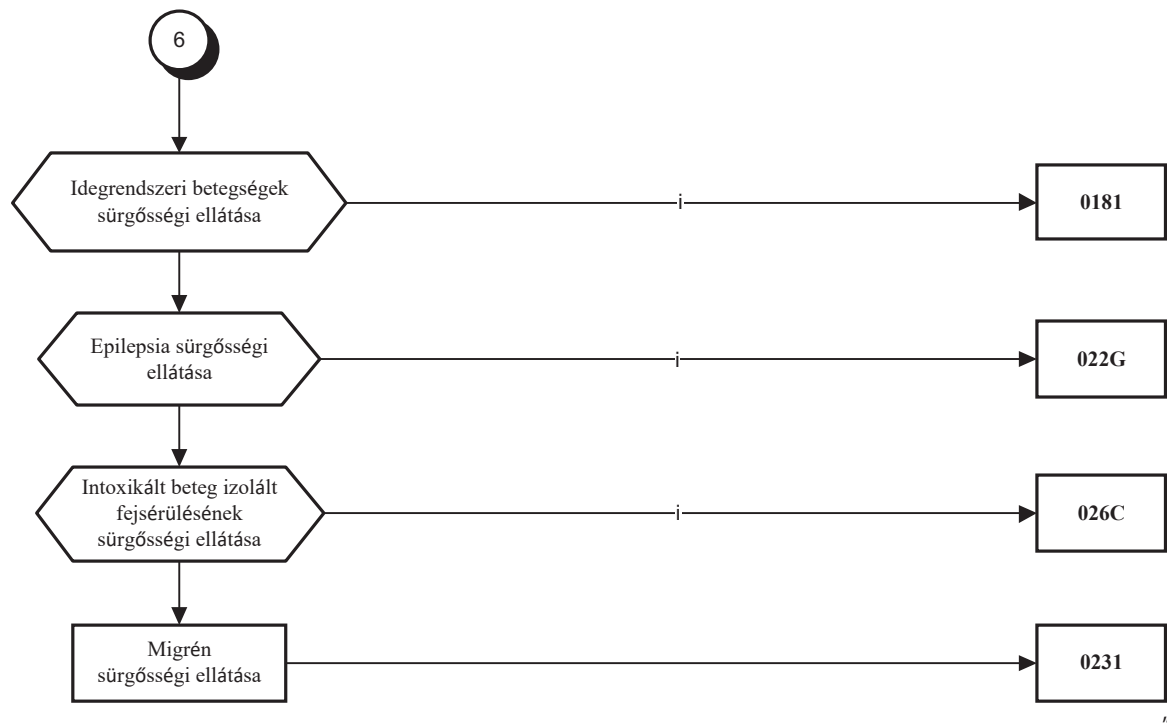 6
Idegrendszeri betegségek
sürgősségi ellátása
i
0181
Epilepsia sürgősségi
ellátása
i
022G
Intoxikált beteg izolált
fejsérülésének
sürgősségi ellátása
i
026C
Migrén
sürgősségi ellátása
0231
"